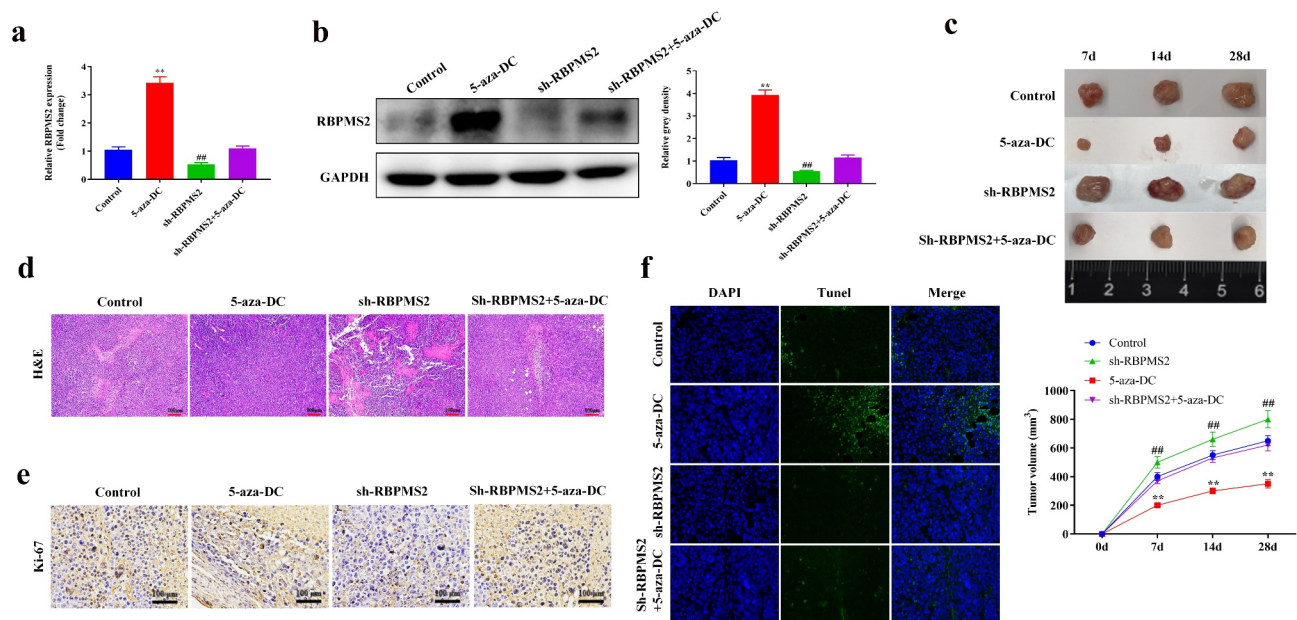 a
Relative RBPMS2 expression
(Fold change)
4
3
2
1
0
**
##
Control
5-aza-DC
sh-RBPMS2
sh-RBPMS2+5-aza-DC
b
Control
5-aza-DC
sh-RBPMS2
sh-RBPMS2+5-aza-DC
RBPMS2
GAPDH
Relative grey density
5
4
3
2
1
0
**
##
Control
5-aza-DC
sh-RBPMS2
sh-RBPMS2+5-aza-DC
c
7d 14d 28d
Control
5-aza-DC
sh-RBPMS2
Sh-RBPMS2+5-aza-DC
1 2 3 4 5 6
Control
sh-RBPMS2
5-aza-DC
sh-RBPMS2+5-aza-DC
Tumor volume (mm³)
1000
800
600
400
200
0
## ## ##
** ** **
0d 7d 14d 28d
d
Control 5-aza-DC sh-RBPMS2 Sh-RBPMS2+5-aza-DC
H&E
100μm 100μm 100μm 100μm
e
Control 5-aza-DC sh-RBPMS2 Sh-RBPMS2+5-aza-DC
Ki-67
100 μm 100 μm 100 μm 100 μm
f
DAPI Tunel Merge
Control
5-aza-DC
sh-RBPMS2
Sh-RBPMS2
+5-aza-DC